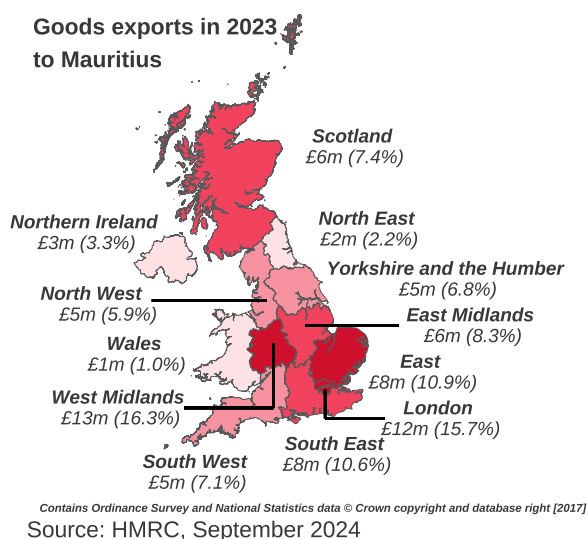 Goods exports in 2023
to Mauritius
Scotland
£6m (7.4%)
Northern Ireland
£3m (3.3%)
North East
£2m (2.2%)
Yorkshire and the Humber
£5m (6.8%)
North West
£5m (5.9%)
East Midlands
£6m (8.3%)
Wales
£1m (1.0%)
East
£8m (10.9%)
West Midlands
£13m (16.3%)
London
£12m (15.7%)
South East
£8m (10.6%)
South West
£5m (7.1%)
Contains Ordinance Survey and National Statistics data © Crown copyright and database right [2017]
Source: HMRC, September 2024